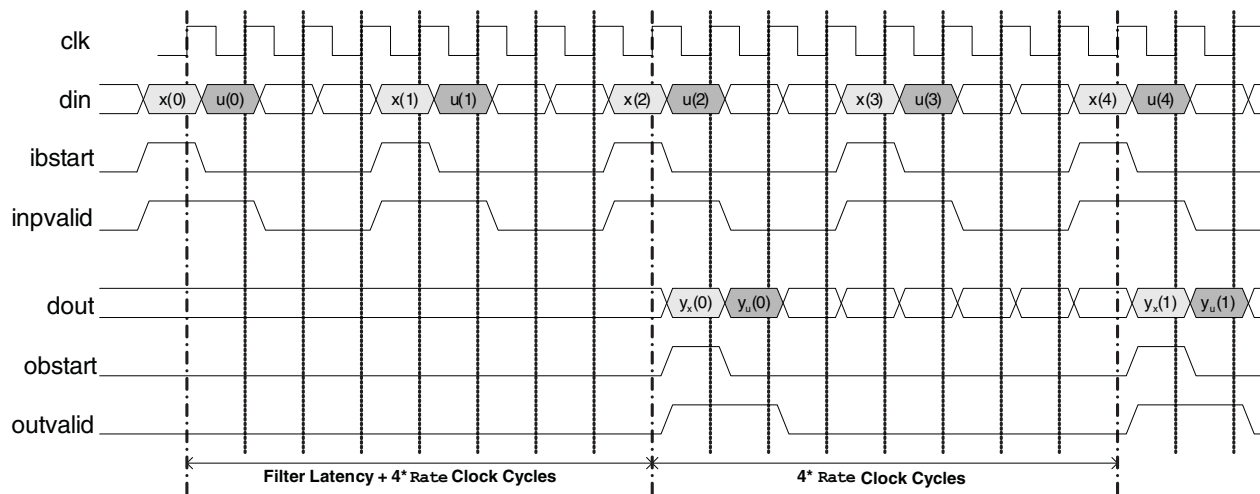 clk
din x(0) u(0) x(1) u(1) x(2) u(2) x(3) u(3) x(4) u(4)
ibstart
inpvalid
dout yx(0) yu(0) yx(1) yu(1)
obstart
outvalid
Filter Latency + 4* Rate Clock Cycles 4* Rate Clock Cycles